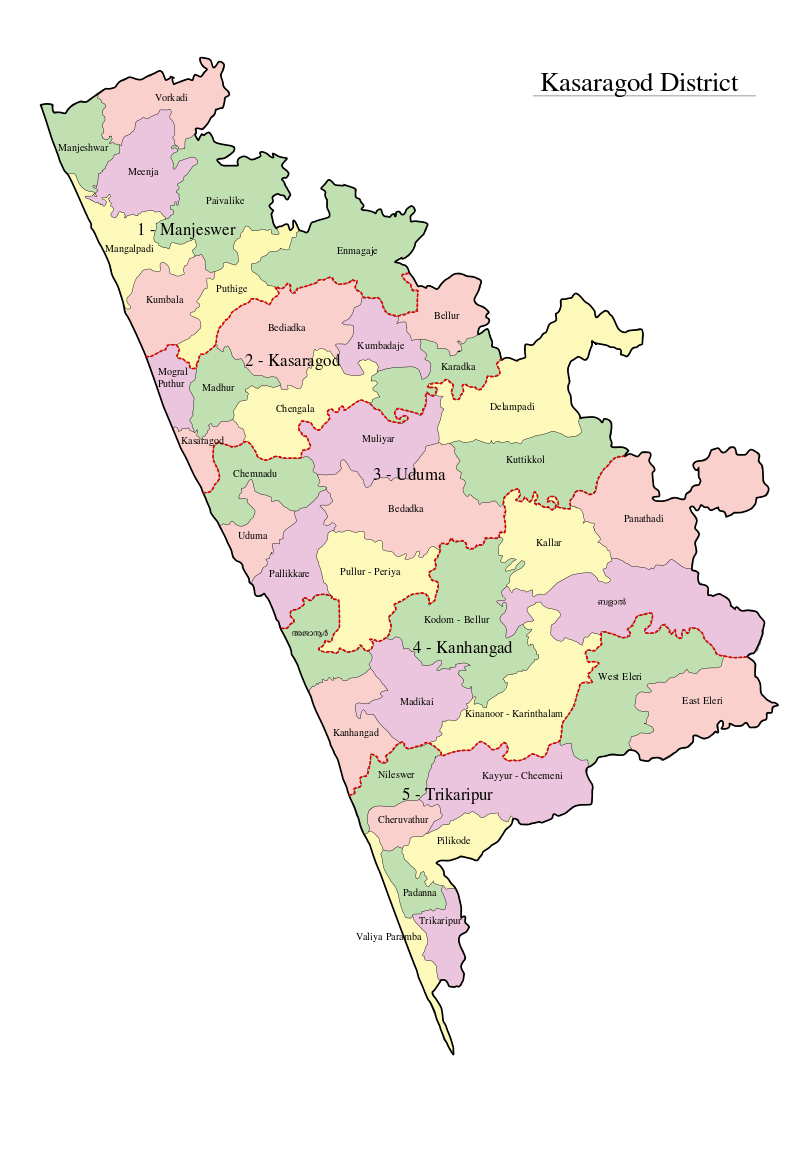 Kasaragod District
Vorkadi
Manjeshwar
Meenja
Paivalike
1 - Manjeswer
Mangalpadi
Enmagaje
Puthige
Kumbala
Bellur
Bediadka
Kumbadaje
2 - Kasaragod
Karadka
Mogral
Puthur
Madhur
Chengala
Delampadi
Kasaragod
Muliyar
Kuttikkol
Chemnadu
3 - Uduma
Bedadka
Panathadi
Uduma
Kallar
Pallikkare
Pullur - Periya
ബളാൽ
Kodom - Bellur
അജാനൂർ
4 - Kanhangad
West Eleri
Madikai
East Eleri
Kinanoor - Karinthalam
Kanhangad
Nileswer
Kayyur - Cheemeni
5 - Trikaripur
Cheruvathur
Pilikode
Padanna
Trikaripur
Valiya Paramba